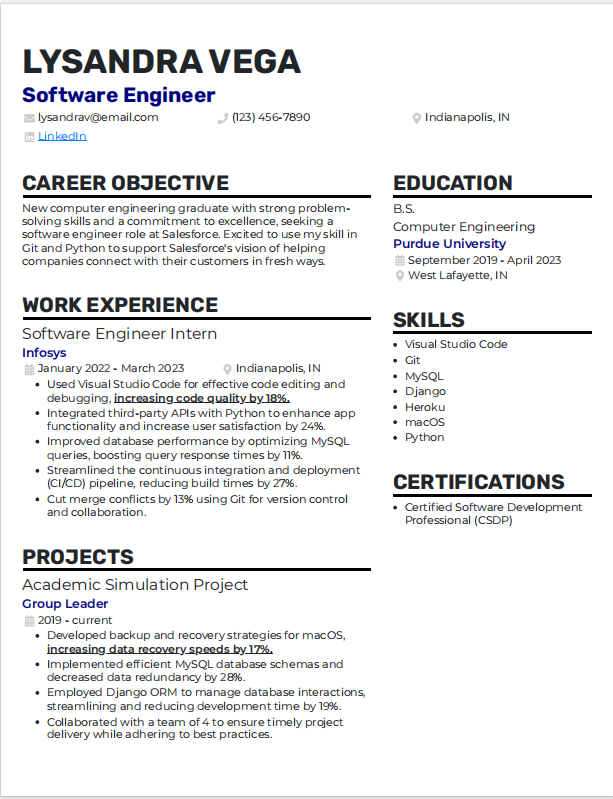 LYSANDRA VEGA
Software Engineer
lysandrav@email.com (123) 456-7890 Indianapolis, IN
LinkedIn
CAREER OBJECTIVE
New computer engineering graduate with strong problem-
solving skills and a commitment to excellence, seeking a
software engineer role at Salesforce. Excited to use my skill in
Git and Python to support Salesforce's vision of helping
companies connect with their customers in fresh ways.
WORK EXPERIENCE
Software Engineer Intern
Infosys
January 2022 - March 2023 Indianapolis, IN
• Used Visual Studio Code for effective code editing and
debugging, increasing code quality by 18%.
• Integrated third-party APIs with Python to enhance app
functionality and increase user satisfaction by 24%.
• Improved database performance by optimizing MySQL
queries, boosting query response times by 11%.
• Streamlined the continuous integration and deployment
(CI/CD) pipeline, reducing build times by 27%.
• Cut merge conflicts by 13% using Git for version control
and collaboration.
PROJECTS
Academic Simulation Project
Group Leader
2019 - current
• Developed backup and recovery strategies for macOS,
increasing data recovery speeds by 17%.
• Implemented efficient MySQL database schemas and
decreased data redundancy by 28%.
• Employed Django ORM to manage database interactions,
streamlining and reducing development time by 19%.
• Collaborated with a team of 4 to ensure timely project
delivery while adhering to best practices.
EDUCATION
B.S.
Computer Engineering
Purdue University
September 2019 - April 2023
West Lafayette, IN
SKILLS
• Visual Studio Code
• Git
• MySQL
• Django
• Heroku
• macOS
• Python
CERTIFICATIONS
• Certified Software Development
Professional (CSDP)